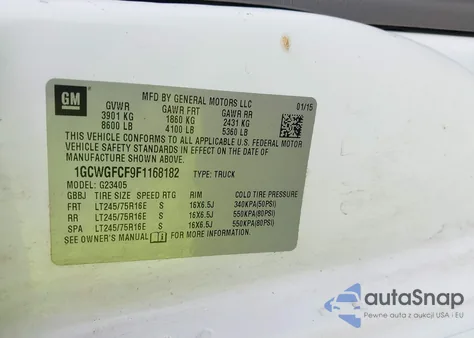 GM
MFD BY GENERAL MOTORS LLC 01/15
GVWR GAWR FRT GAWR RR
3901 KG 1860 KG 2431 KG
8600 LB 4100 LB 5360 LB
THIS VEHICLE CONFORMS TO ALL APPLICABLE U.S. FEDERAL MOTOR
VEHICLE SAFETY STANDARDS IN EFFECT ON THE DATE OF
MANUFACTURE SHOWN ABOVE.
1GCWGFCF9F1168182 TYPE: TRUCK
MODEL: G23405
GBBJ TIRE SIZE SPEED RTG RIM COLD TIRE PRESSURE
FRT LT245/75R16E S 16X6.5J 340KPA(50PSI)
RR LT245/75R16E S 16X6.5J 550KPA(80PSI)
SPA LT245/75R16E S 16X6.5J 550KPA(80PSI)
SEE OWNER'S MANUAL FOR MORE INFORMATION.
autoSnap
Pewne auta z aukcji USA i EU